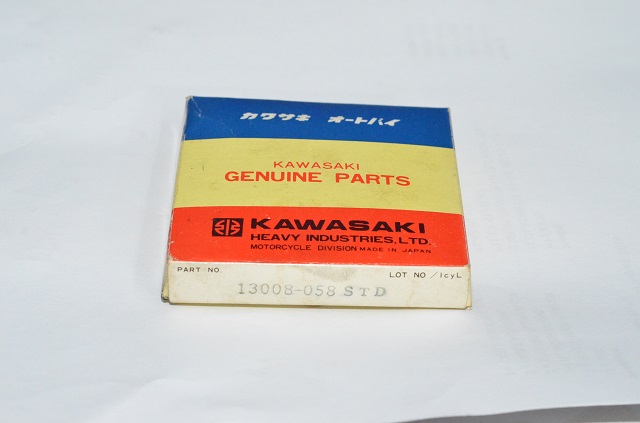 カワサキ オートバイ
KAWASAKI
GENUINE PARTS
KAWASAKI
HEAVY INDUSTRIES, LTD.
MOTORCYCLE DIVISION MADE IN JAPAN
PART NO. LOT NO /1cyL
13008-058 STD